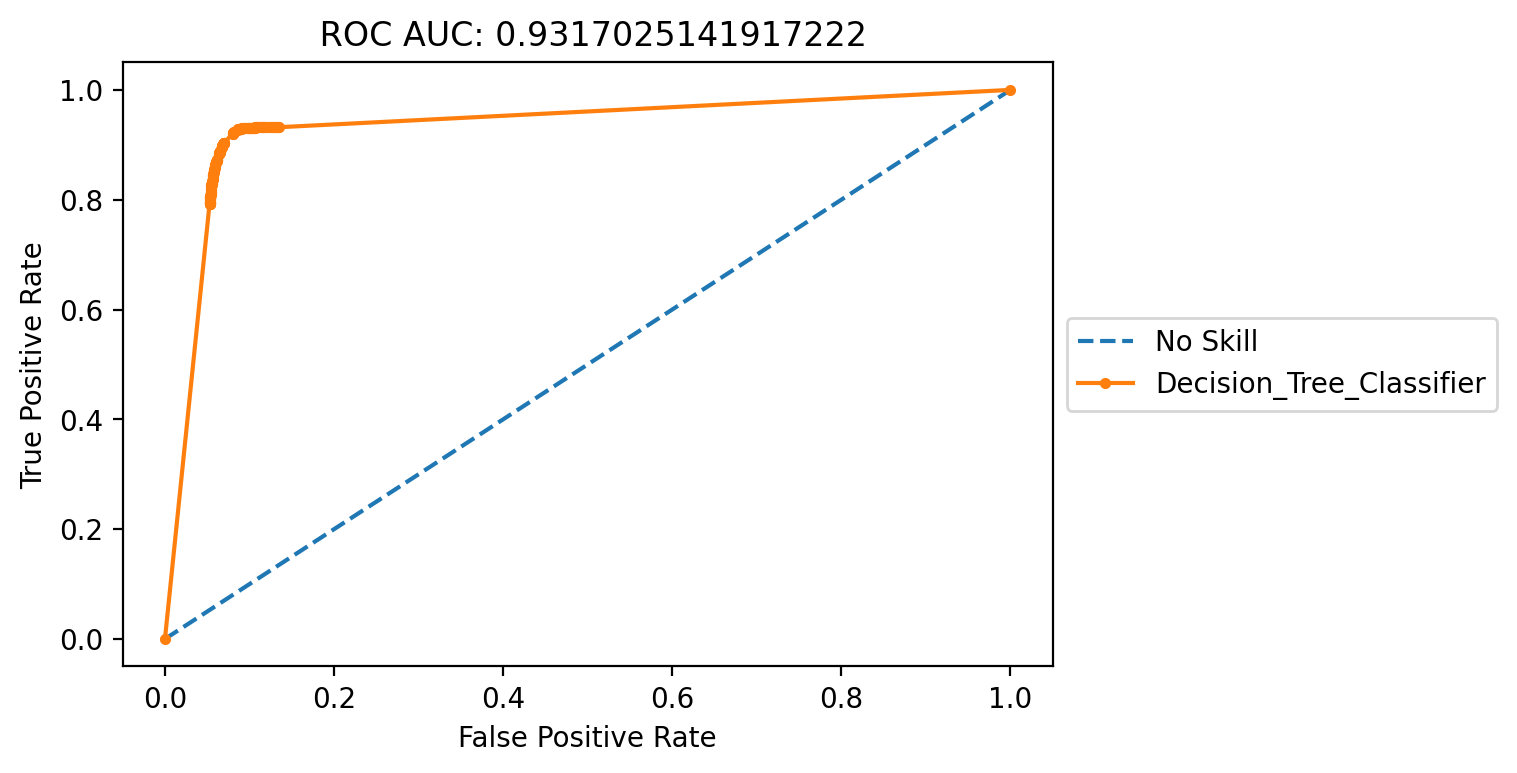 ROC AUC: 0.9317025141917222
1.0
0.8
0.6
0.4
0.2
0.0
True Positive Rate
0.0 0.2 0.4 0.6 0.8 1.0
False Positive Rate
No Skill
Decision_Tree_Classifier